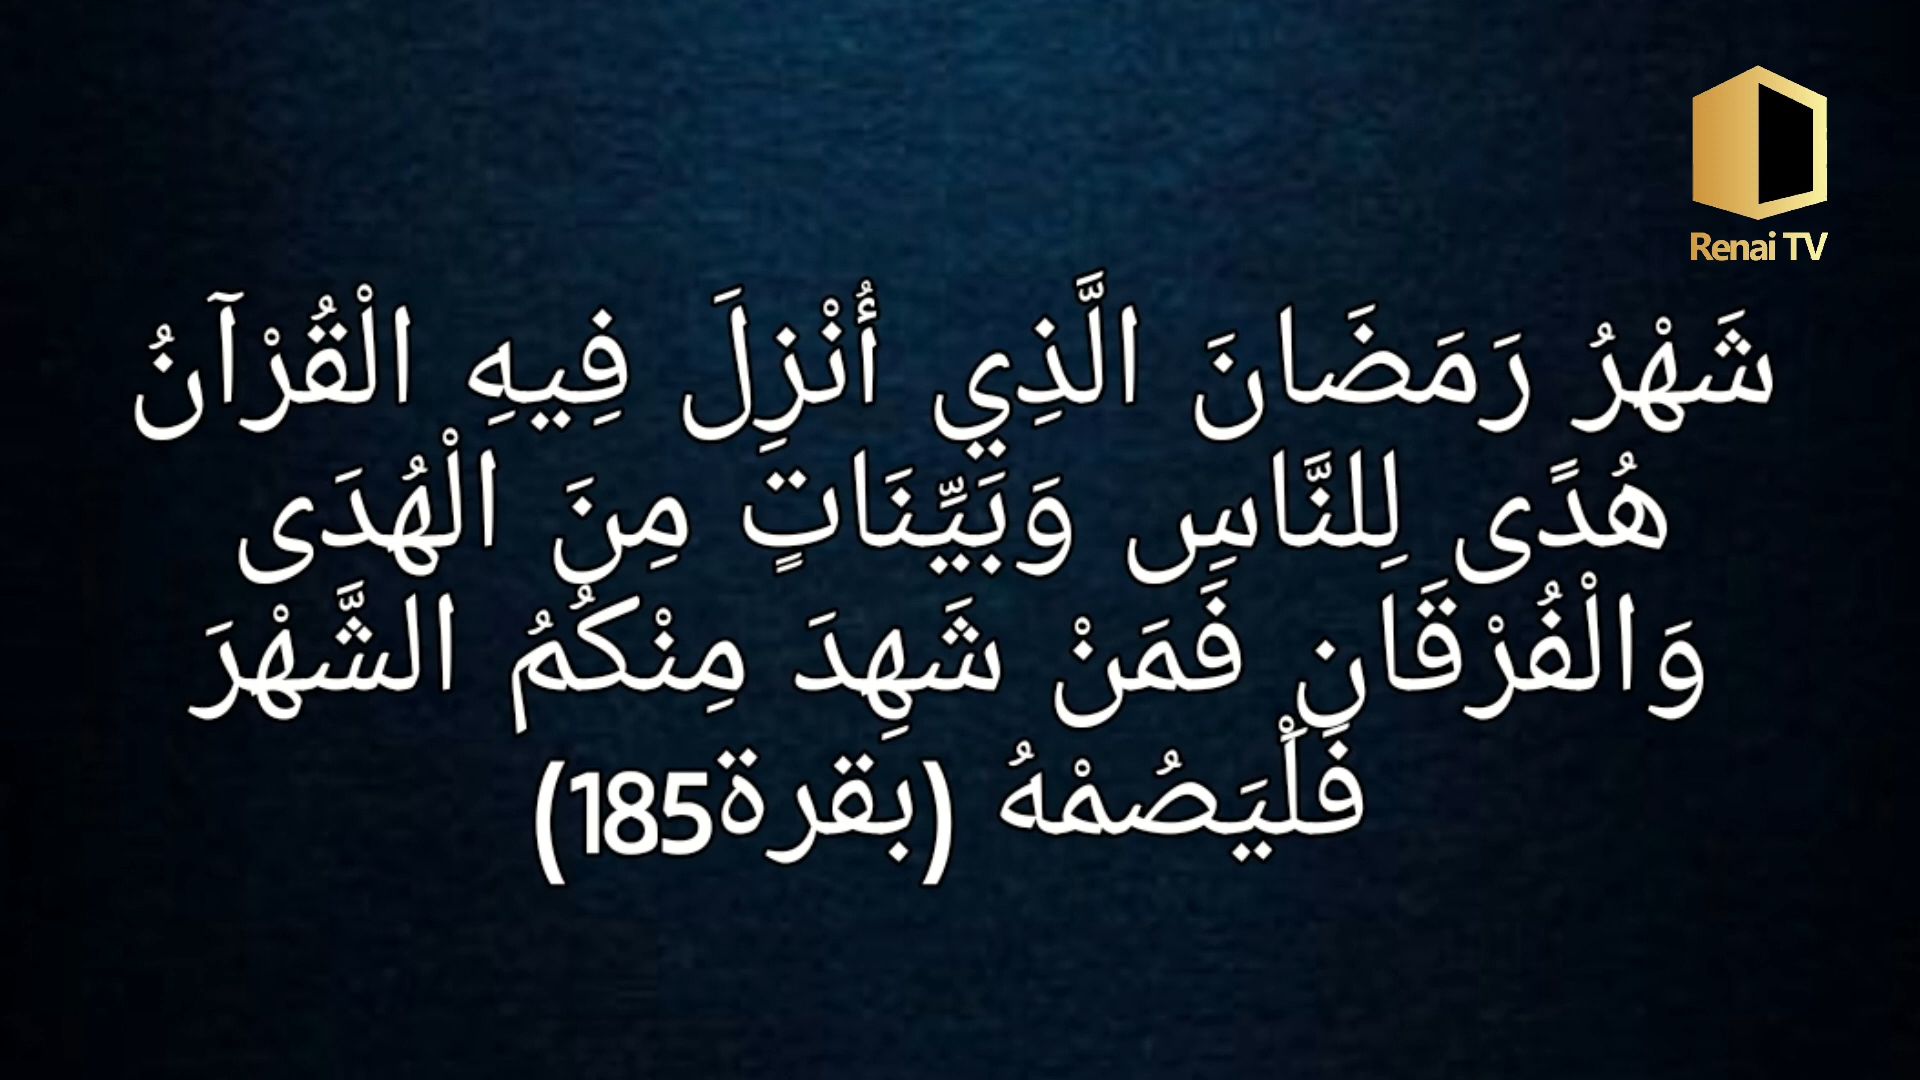 Renai TV
شَهْرُ رَمَضَانَ الَّذِي أُنْزِلَ فِيهِ الْقُرْآنُ
هُدًى لِلنَّاسِ وَبَيِّنَاتٍ مِنَ الْهُدَى
وَالْفُرْقَانِ فَمَنْ شَهِدَ مِنْكُمُ الشَّهْرَ
فَلْيَصُمْهُ (بقرة185)